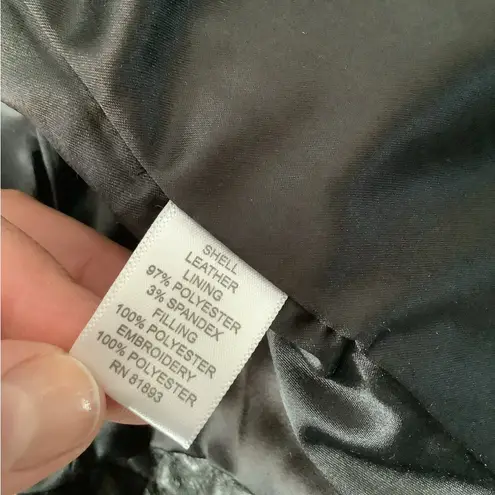 SHELL
LEATHER
LINING
97% POLYESTER
3% SPANDEX
FILLING
100% POLYESTER
EMBROIDERY
100% POLYESTER
RN 81893